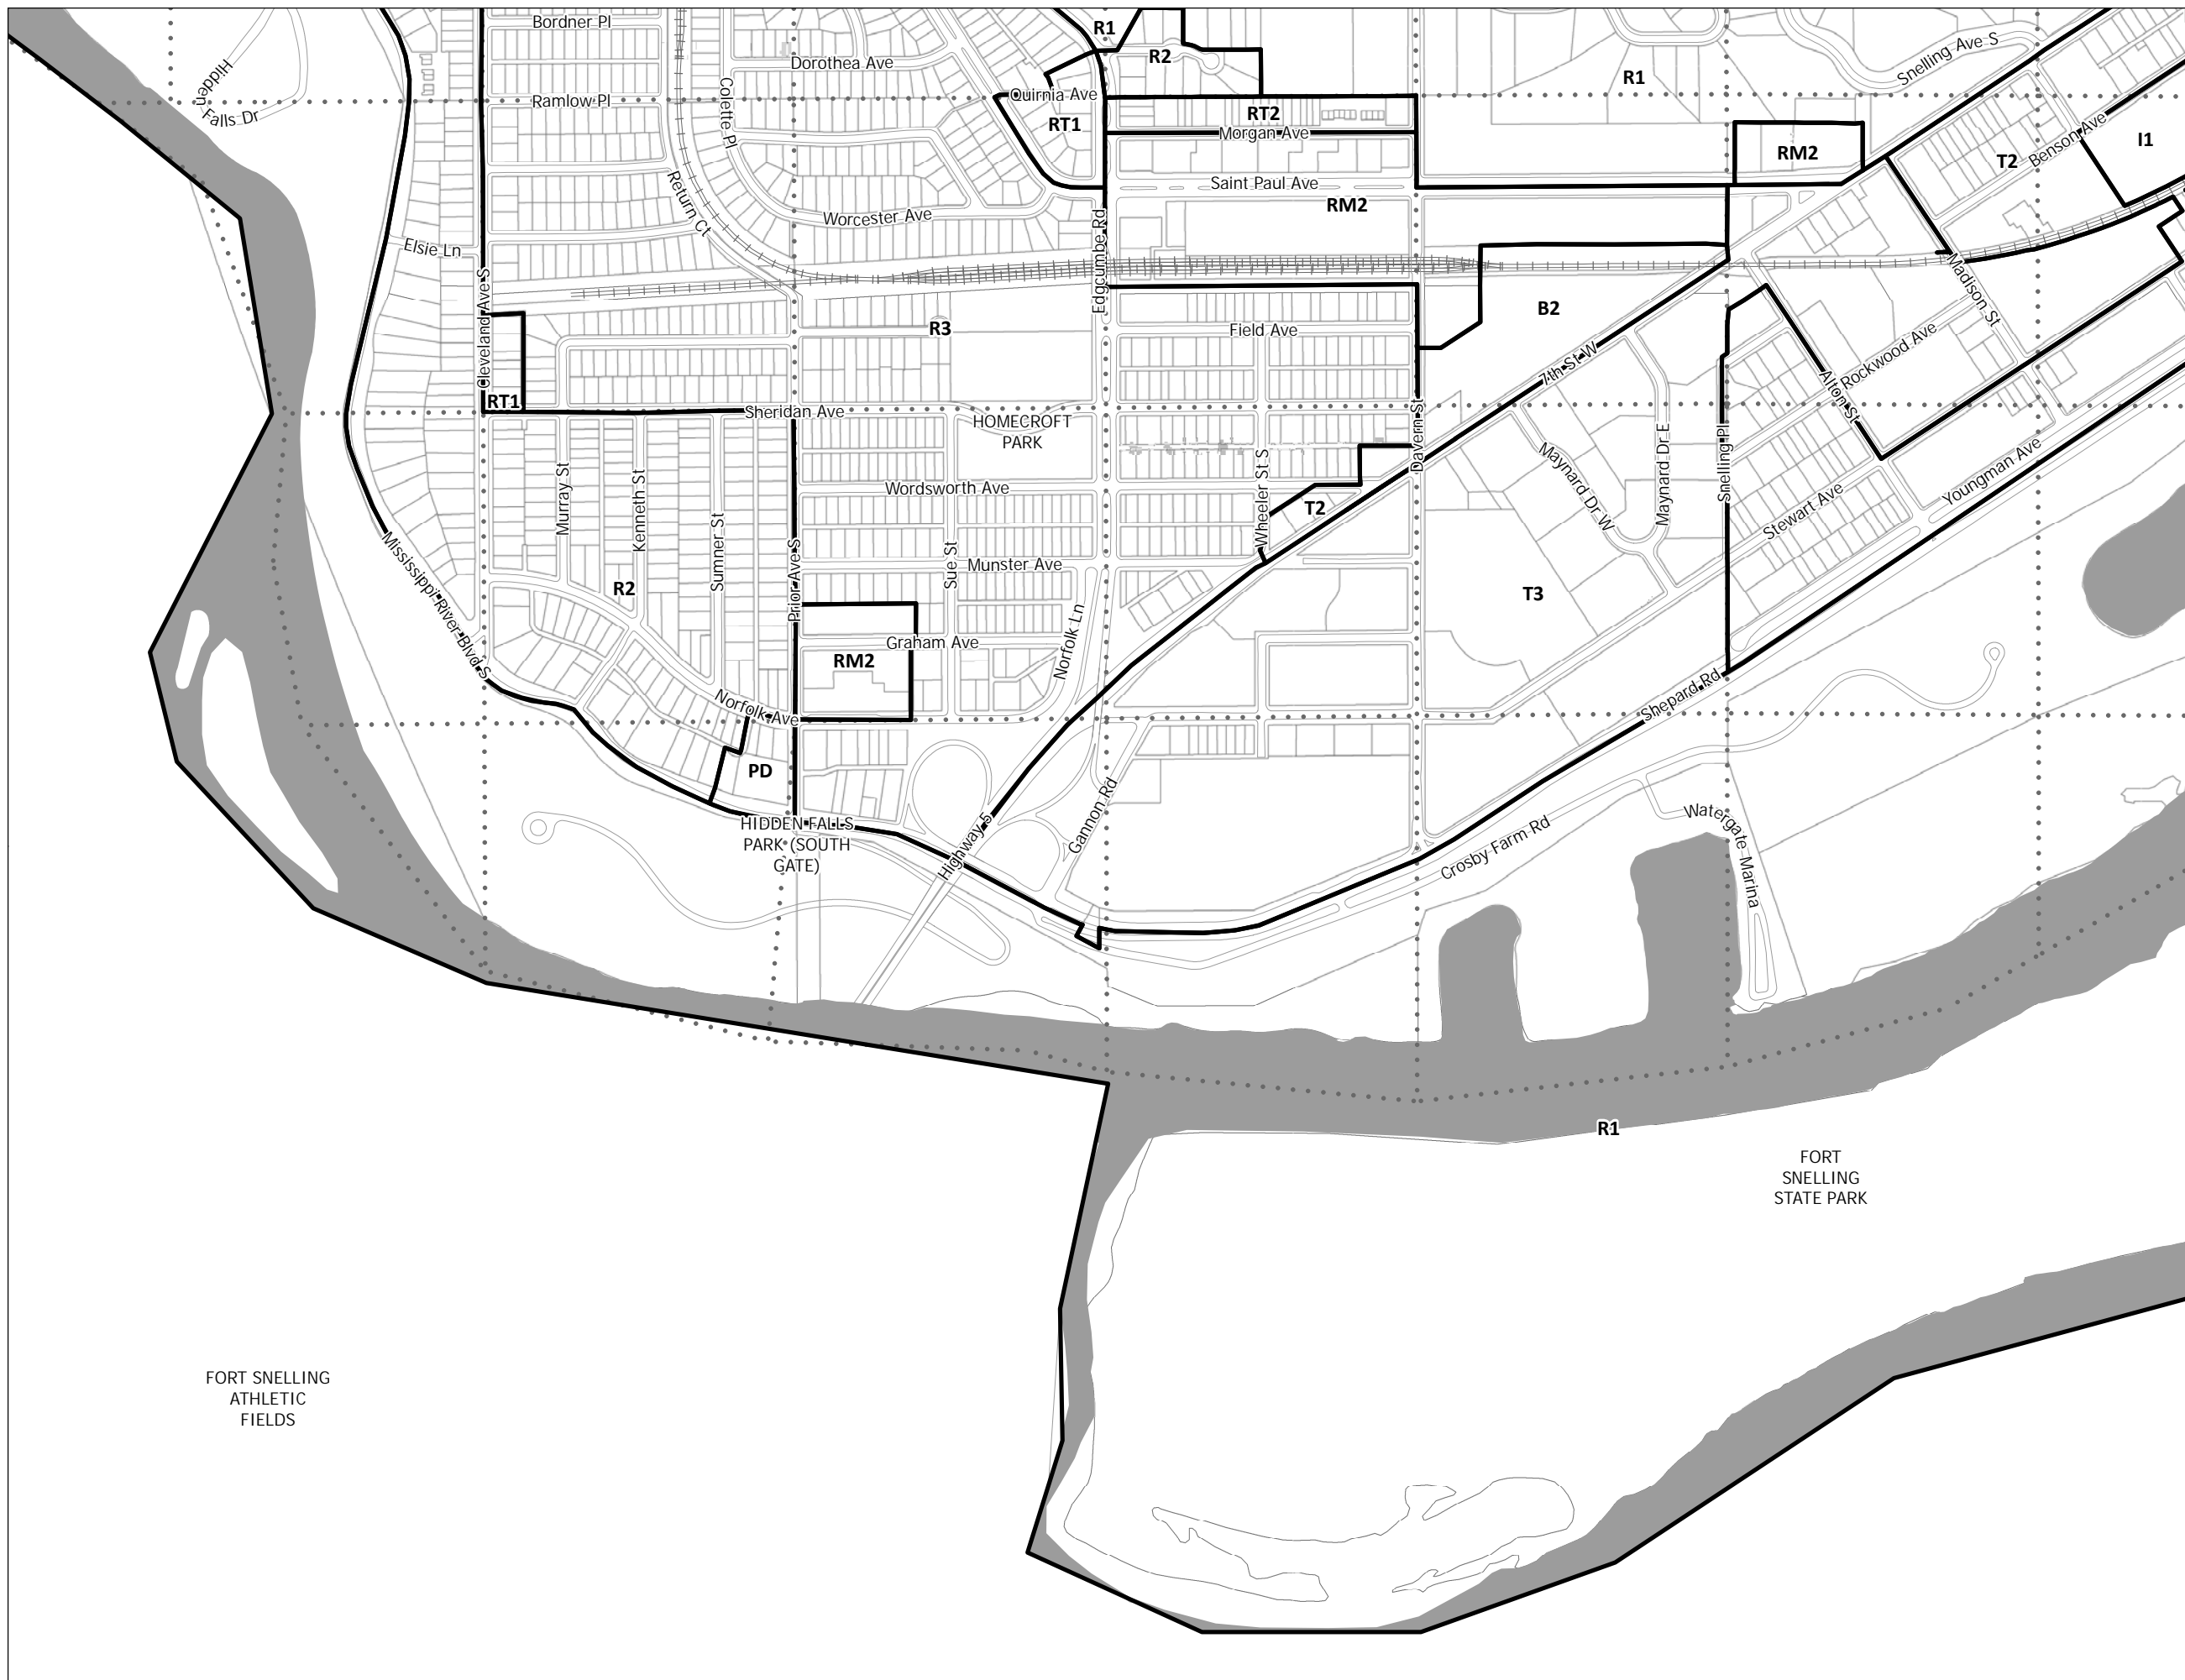 Bordner Pl
R1
R2
Snelling Ave S
Dorothea Ave
Hidden
Falls Dr
R1
Ramlow Pl
Colette Pl
Quirnia Ave
RT1
RT2
Morgan Ave
RM2
T2
Benson Ave
I1
Return Ct
Saint Paul Ave
RM2
Worcester Ave
Edgcumbe Rd
Elsie Ln
Cleveland Ave S
Madison St
R3
Field Ave
B2
7th St W
Rockwood Ave
Alton St
RT1
Sheridan Ave
HOMECROFT
PARK
Davern St
Maynard Dr W
Maynard Dr E
Snelling Pl
Youngman Ave
Murray St
Kenneth St
Sumner St
Wordsworth Ave
Wheeler St S
T2
Stewart Ave
Mississippi River Blvd S
R2
Prior Ave S
Sue St
Munster Ave
T3
RM2
Graham Ave
Norfolk Ln
Norfolk Ave
Shepard Rd
PD
HIDDEN FALLS
PARK (SOUTH
GATE)
Highway 5
Gannon Rd
Crosby Farm Rd
Watergate Marina
R1
FORT
SNELLING
STATE PARK
FORT SNELLING
ATHLETIC
FIELDS